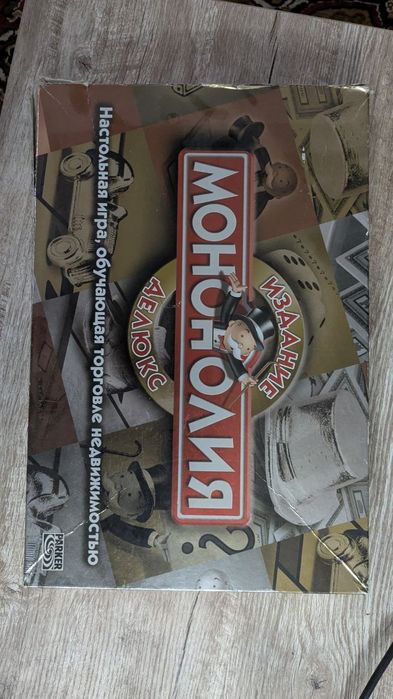 ИЗДАНИЕ
МОНОПОЛИЯ
ДЕЛЮКС
Настольная игра, обучающая торговле недвижимостью
PARKER